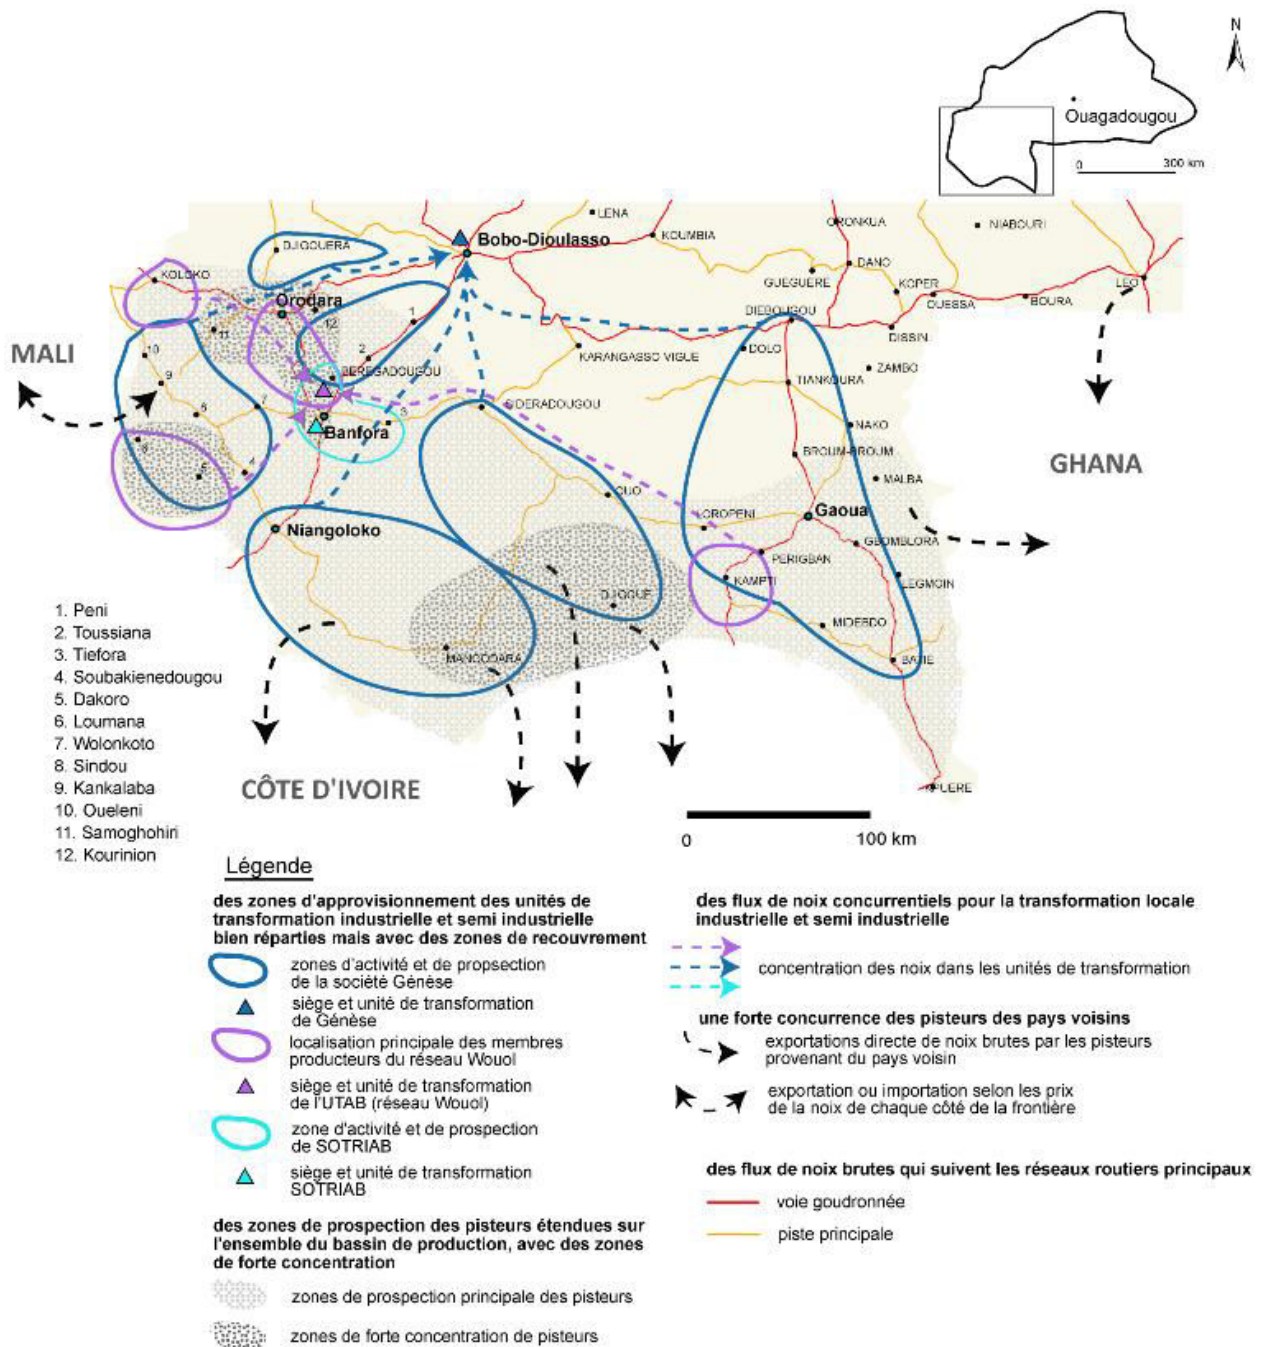 N
Ouagadougou
0 300 km
LENA
ORONKUA
NIABOURI
KOUMBIA
Bobo-Dioulasso
DJIGOUERA
DANO
GUEGUERE
KOLOKO
KOPER
LEO
OUESSA
BOURA
Orodara
DIEBOUGOU
12
1
11
DISSIN
MALI
10
2
DOLO
KARANGASSO VIGUE
ZAMBO
BEREGADOUGOU
9
TIANKOURA
8
7
3
SIDERADOUGOU
NAKO
Banfora
6
BROUM-BROUM
GHANA
5
4
MALBA
OUO
Gaoua
LOROPENI
Niangoloko
GBOMBLORA
PERIGBAN
KAMPTI
LEGMOIN
DJIGOUE
MIDEBDO
MANGODARA
BATIE
KPUERE
CÔTE D'IVOIRE
1. Peni
2. Toussiana
3. Tiefora
4. Soubakienedougou
5. Dakoro
6. Loumana
7. Wolonkoto
8. Sindou
9. Kankalaba
10. Oueleni
11. Samoghohiri
12. Kourinion
0 100 km
Légende
des zones d'approvisionnement des unités de
transformation industrielle et semi industrielle
bien réparties mais avec des zones de recouvrement
zones d'activité et de propsection
de la société Génèse
siège et unité de transformation
de Génèse
localisation principale des membres
producteurs du réseau Wouol
siège et unité de transformation
de l'UTAB (réseau Wouol)
zone d'activité et de prospection
de SOTRIAB
siège et unité de transformation
SOTRIAB
des zones de prospection des pisteurs étendues sur
l'ensemble du bassin de production, avec des zones
de forte concentration
zones de prospection principale des pisteurs
zones de forte concentration de pisteurs
des flux de noix concurrentiels pour la transformation locale
industrielle et semi industrielle
concentration des noix dans les unités de transformation
une forte concurrence des pisteurs des pays voisins
exportations directe de noix brutes par les pisteurs
provenant du pays voisin
exportation ou importation selon les prix
de la noix de chaque côté de la frontière
des flux de noix brutes qui suivent les réseaux routiers principaux
voie goudronnée
piste principale